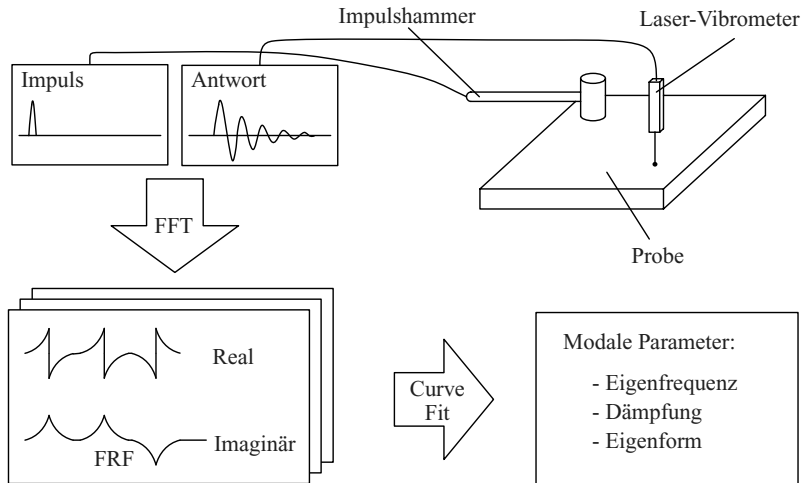 Impulshammer
Laser-Vibrometer
Impuls
Antwort
FFT
Probe
Real
Imaginär
FRF
Curve
Fit
Modale Parameter:
- Eigenfrequenz
- Dämpfung
- Eigenform